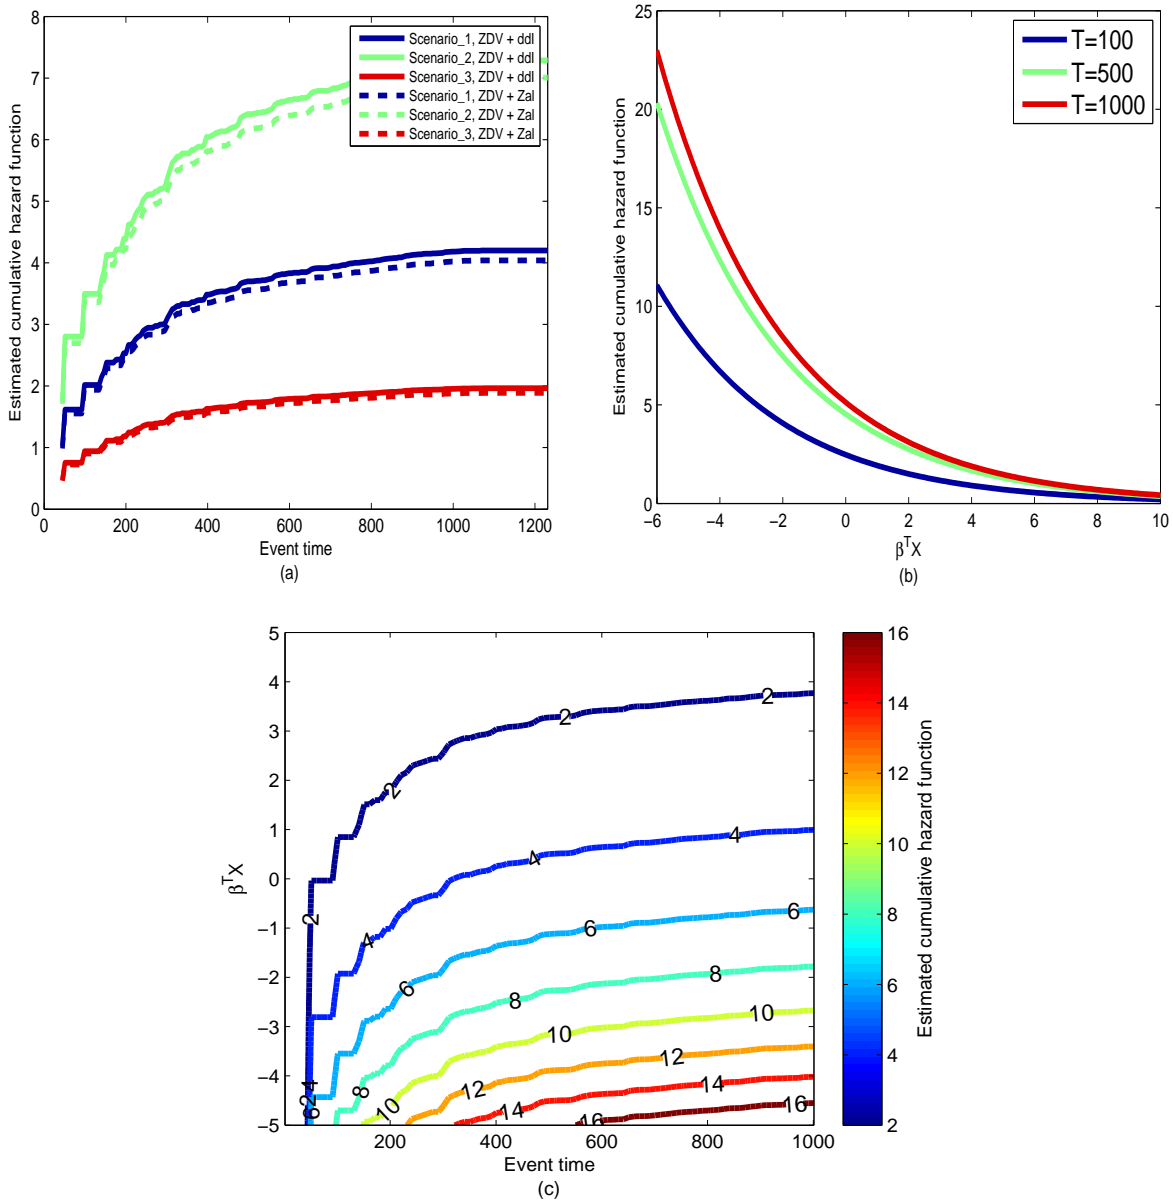 8
7
6
5
4
3
2
1
0
Estimated cumulative hazard function
Scenario_1, ZDV + ddI
Scenario_2, ZDV + ddI
Scenario_3, ZDV + ddI
Scenario_1, ZDV + Zal
Scenario_2, ZDV + Zal
Scenario_3, ZDV + Zal
0 200 400 600 800 1000 1200
Event time
(a)
25
20
15
10
5
0
Estimated cumulative hazard function
T=100
T=500
T=1000
−6 −4 −2 0 2 4 6 8 10
β^T X
(b)
5
4
3
2
1
0
−1
−2
−3
−4
−5
β^T X
2 2 2 2
2 4 4 4 4
6 6 6 6
8 8 8
10 10 10
12 12
14 14
16 16
200 400 600 800 1000
Event time
(c)
16
14
12
10
8
6
4
2
Estimated cumulative hazard function